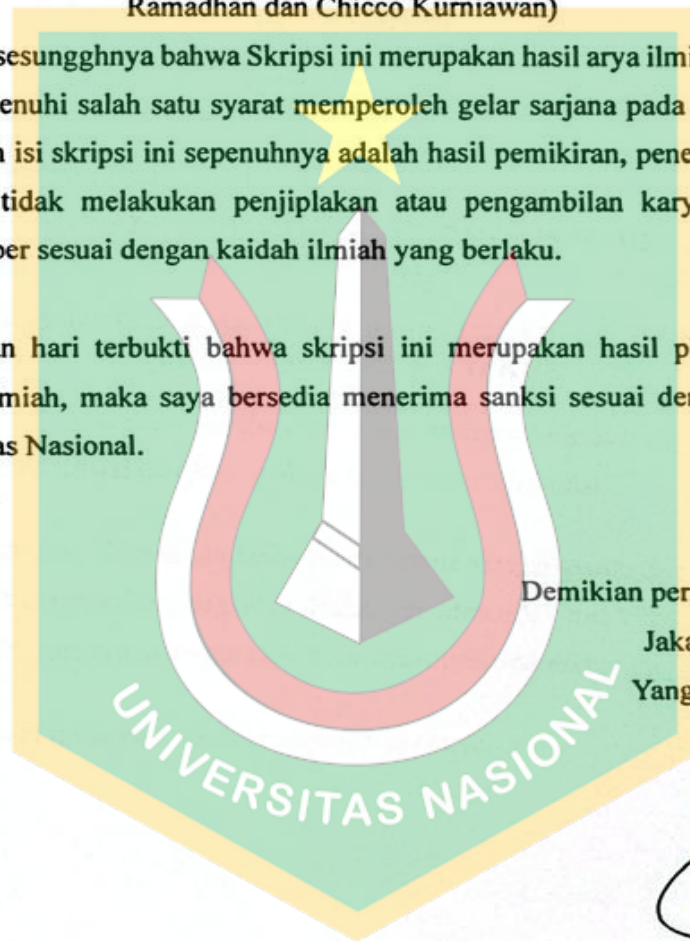 Ramadhan dan Chicco Kurniawan)
sesungghnya bahwa Skripsi ini merupakan hasil arya ilmi
enuhi salah satu syarat memperoleh gelar sarjana pada
isi skripsi ini sepenuhnya adalah hasil pemikiran, pene
tidak melakukan penjiplakan atau pengambilan kary
ber sesuai dengan kaidah ilmiah yang berlaku.
n hari terbukti bahwa skripsi ini merupakan hasil p
miah, maka saya bersedia menerima sanksi sesuai den
as Nasional.
Demikian per
Jaka
Yang
UNIVERSITAS NASIONAL